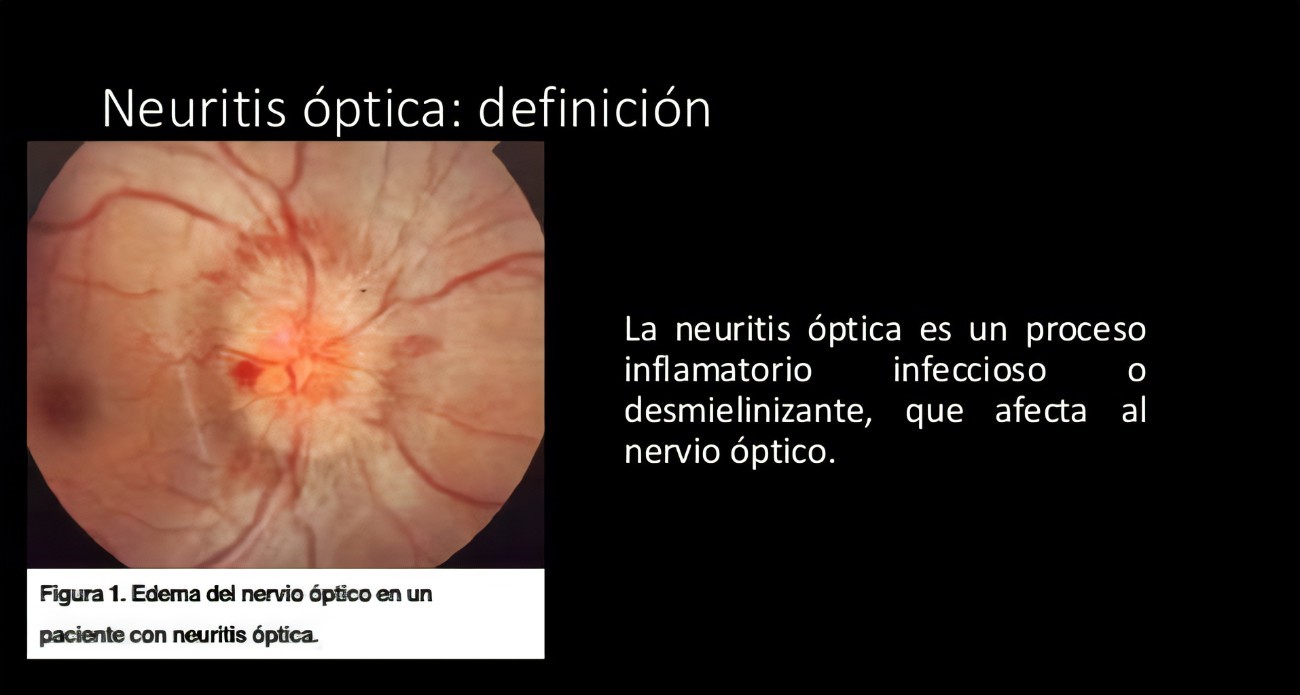 Neuritis óptica: definición
La neuritis óptica es un proceso
inflamatorio infeccioso o
desmielinizante, que afecta al
nervio óptico.
Figura 1. Edema del nervio óptico en un
paciente con neuritis óptica.